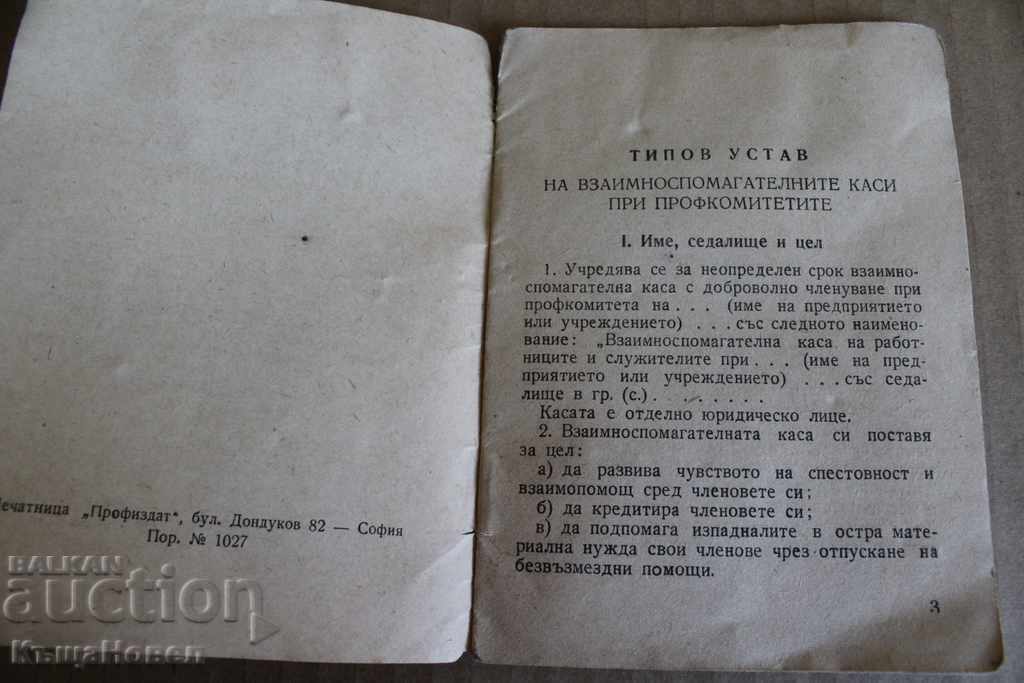 Печатница „Профиздат", бул. Дондуков 82 — София
Пор. № 1027
ТИПОВ УСТАВ
НА ВЗАИМНОСПОМАГАТЕЛНИТЕ КАСИ
ПРИ ПРОФКОМИТЕТИТЕ
I. Име, седалище и цел
1. Учредява се за неопределен срок взаимно-
спомагателна каса с доброволно членуване при
профкомитета на . . . (име на предприятието
или учреждението) . . . със следното наимено-
вание: „Взаимноспомагателна каса на работ-
ниците и служителите при . . . (име на пред-
приятието или учреждението) . . . със седа-
лище в гр. (с.) . . . . . . . .
Касата е отделно юридическо лице.
2. Взаимноспомагателната каса си поставя
за цел:
а) да развива чувството на спестовност и
взаимопомощ сред членовете си;
б) да кредитира членовете си;
в) да подпомага изпадналите в остра мате-
риална нужда свои членове чрез отпускане на
безвъзмездни помощи.
3
BALKAN
auction
КъщаНовел